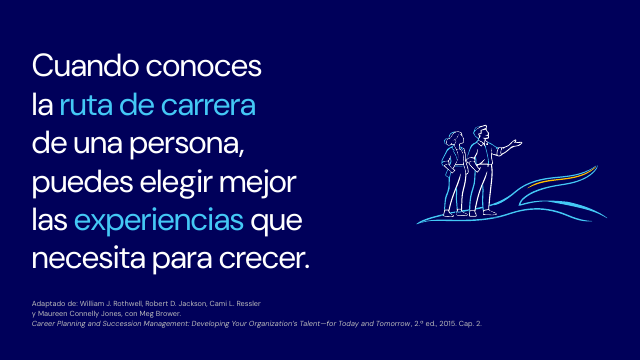 Cuando conoces
la ruta de carrera
de una persona,
puedes elegir mejor
las experiencias que
necesita para crecer.
Adaptado de: William J. Rothwell, Robert D. Jackson, Cami L. Ressler
y Maureen Connelly Jones, con Meg Brower.
Career Planning and Succession Management: Developing Your Organization's Talent—for Today and Tomorrow, 2.ª ed., 2015. Cap. 2.